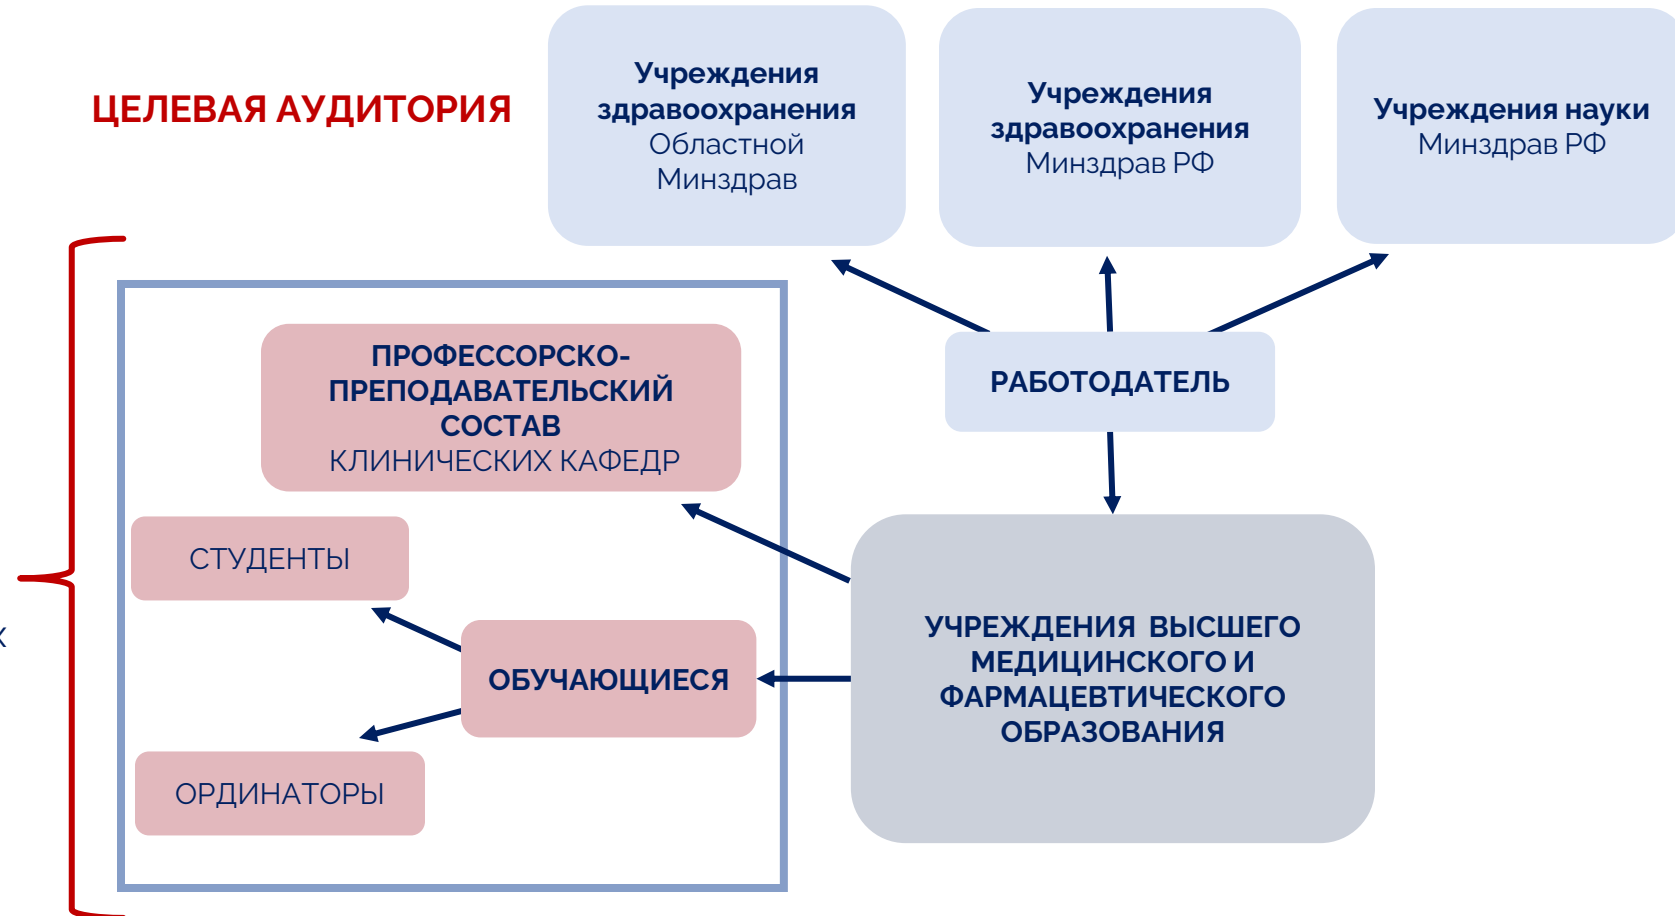 ЦЕЛЕВАЯ АУДИТОРИЯ
Учреждения
здравоохранения
Областной
Минздрав
Учреждения
здравоохранения
Минздрав РФ
Учреждения науки
Минздрав РФ
РАБОТОДАТЕЛЬ
ПРОФЕССОРСКО-
ПРЕПОДАВАТЕЛЬСКИЙ
СОСТАВ
КЛИНИЧЕСКИХ КАФЕДР
СТУДЕНТЫ
ОБУЧАЮЩИЕСЯ
ОРДИНАТОРЫ
УЧРЕЖДЕНИЯ ВЫСШЕГО
МЕДИЦИНСКОГО И
ФАРМАЦЕВТИЧЕСКОГО
ОБРАЗОВАНИЯ